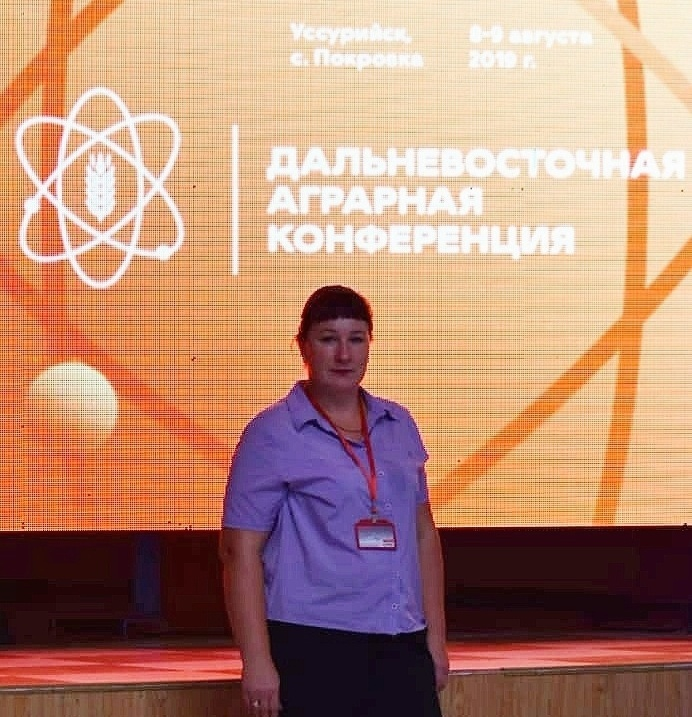 Уссурийск,
с. Покровка
8-9 августа
2019 г.
ДАЛЬНЕВОСТОЧНАЯ
АГРАРНАЯ
КОНФЕРЕНЦИЯ